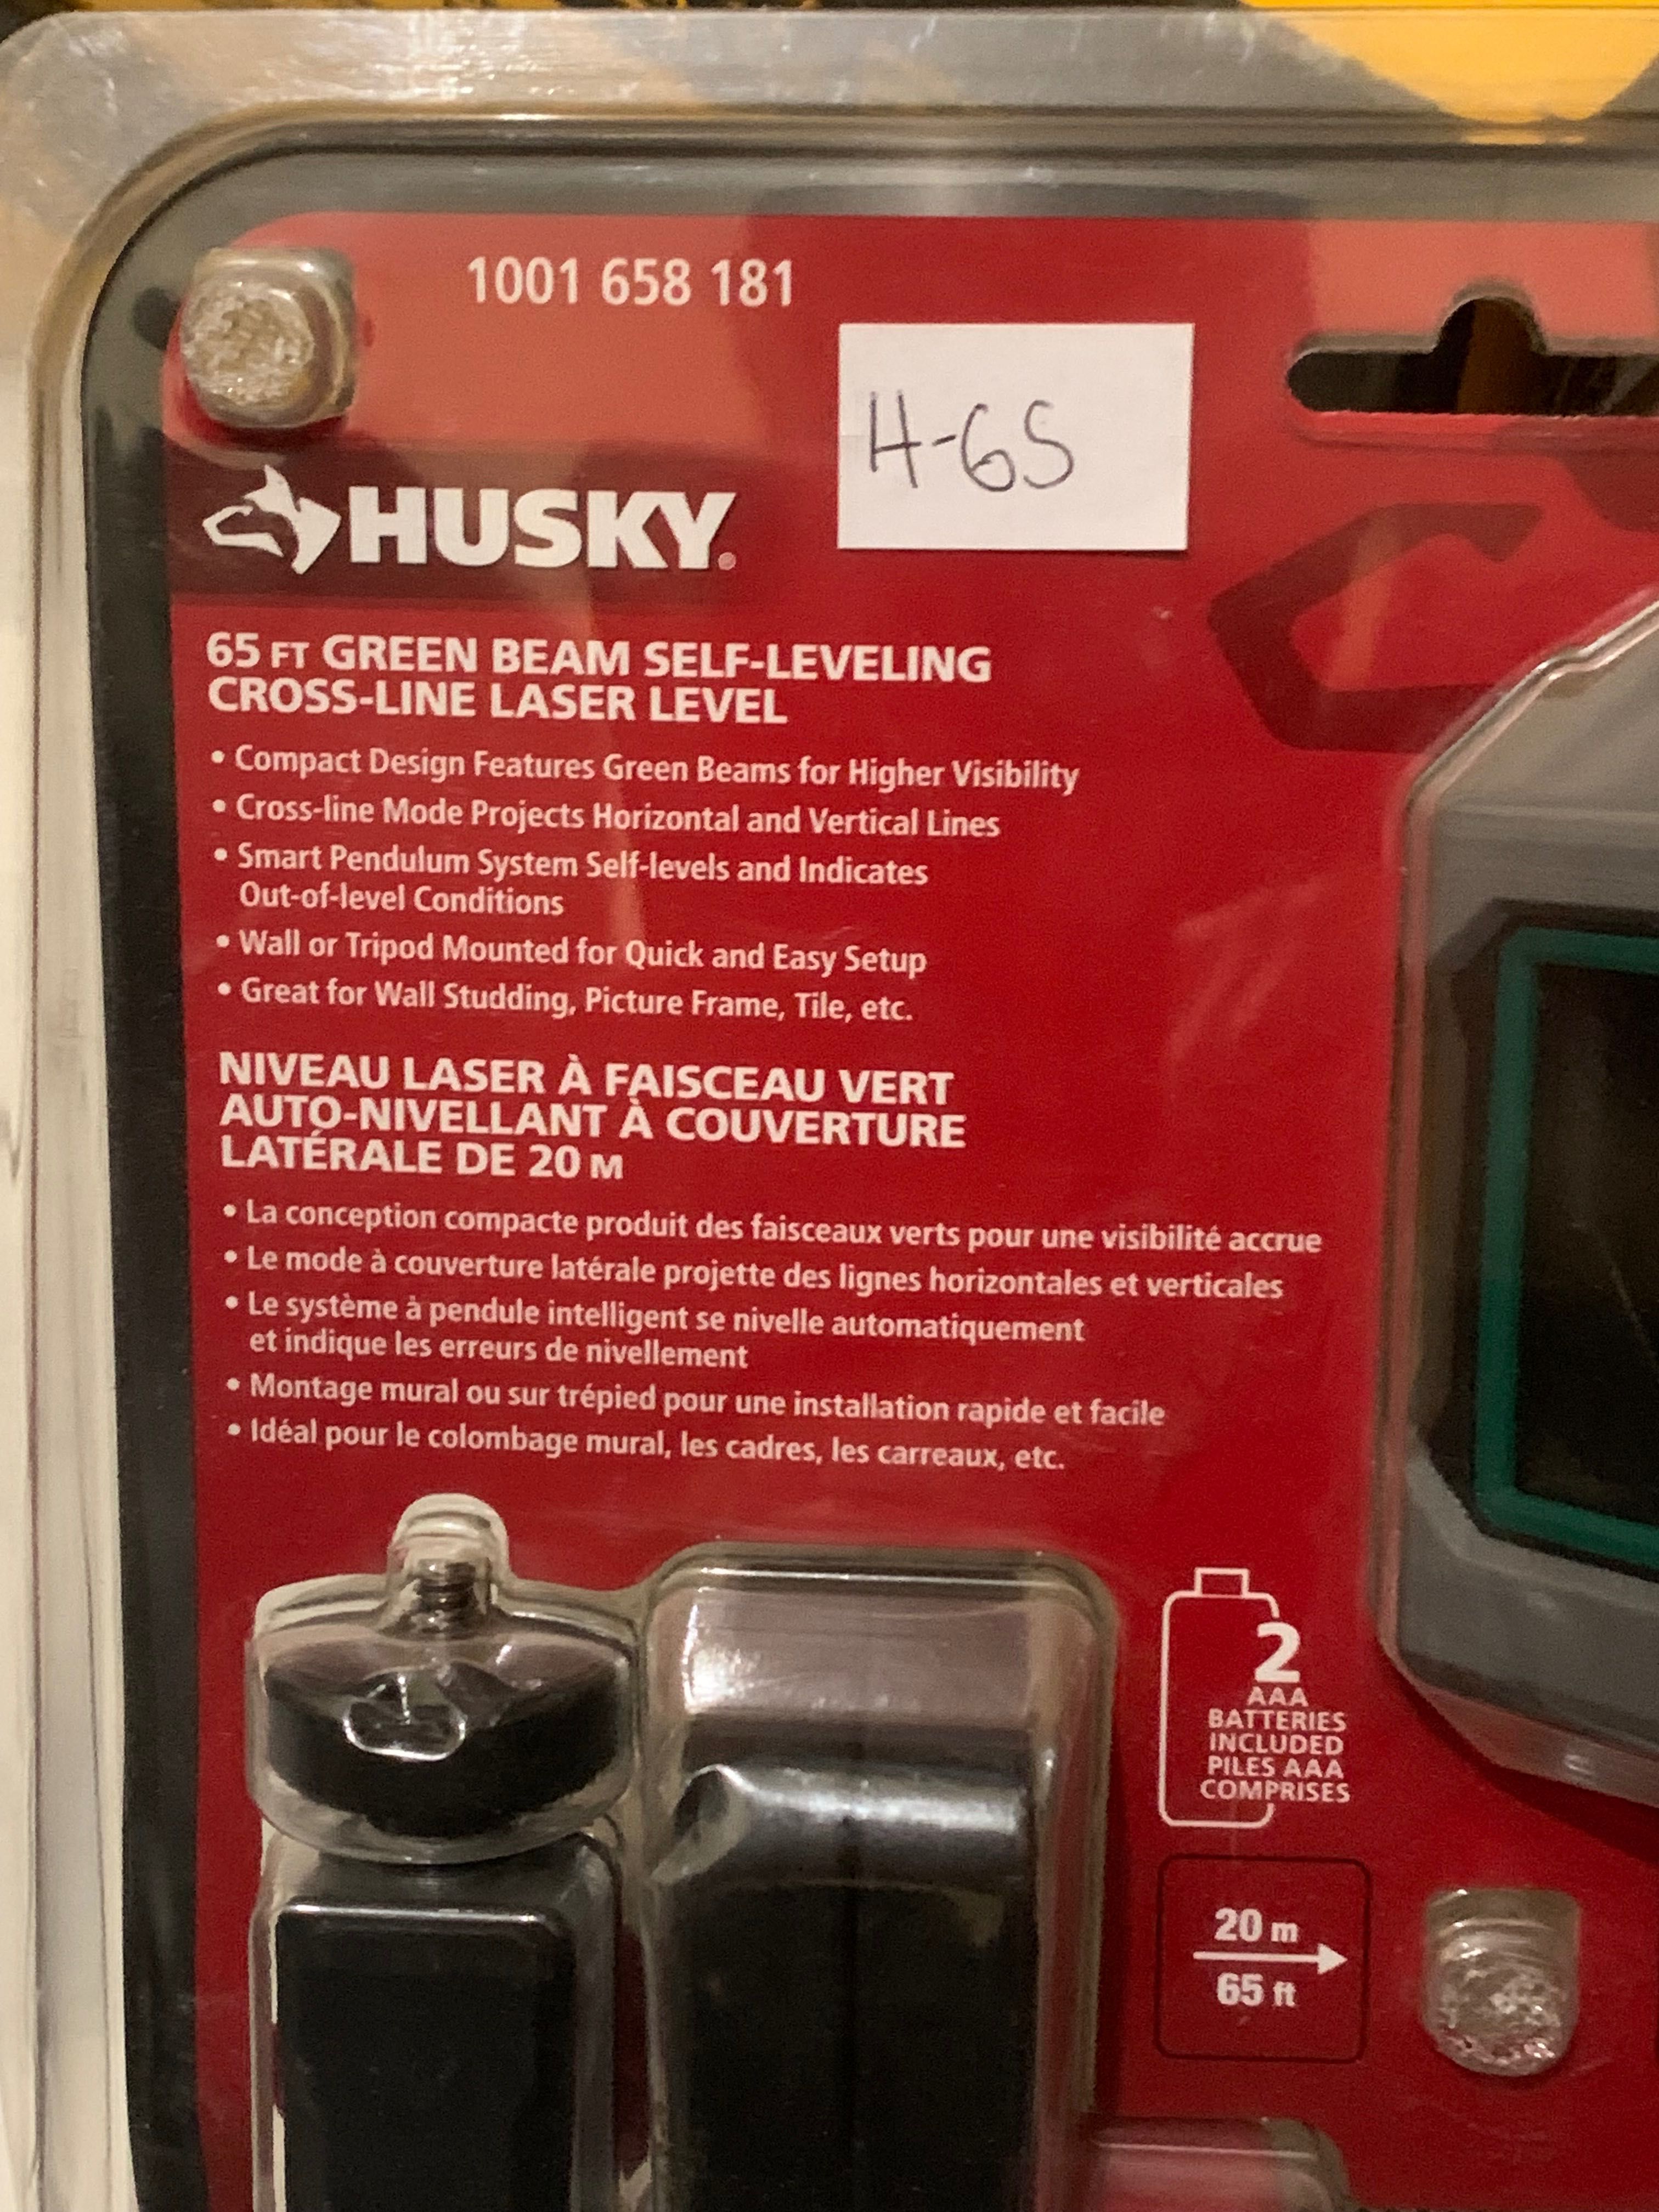 1001 658 181
H-65
HUSKY®
65 FT GREEN BEAM SELF-LEVELING
CROSS-LINE LASER LEVEL
• Compact Design Features Green Beams for Higher Visibility
• Cross-line Mode Projects Horizontal and Vertical Lines
• Smart Pendulum System Self-levels and Indicates
Out-of-level Conditions
• Wall or Tripod Mounted for Quick and Easy Setup
• Great for Wall Studding, Picture Frame, Tile, etc.
NIVEAU LASER À FAISCEAU VERT
AUTO-NIVELLANT À COUVERTURE
LATÉRALE DE 20 M
• La conception compacte produit des faisceaux verts pour une visibilité accrue
• Le mode à couverture latérale projette des lignes horizontales et verticales
• Le système à pendule intelligent se nivelle automatiquement
et indique les erreurs de nivellement
• Montage mural ou sur trépied pour une installation rapide et facile
• Idéal pour le colombage mural, les cadres, les carreaux, etc.
2
AAA
BATTERIES
INCLUDED
PILES AAA
COMPRISES
20 m
65 ft